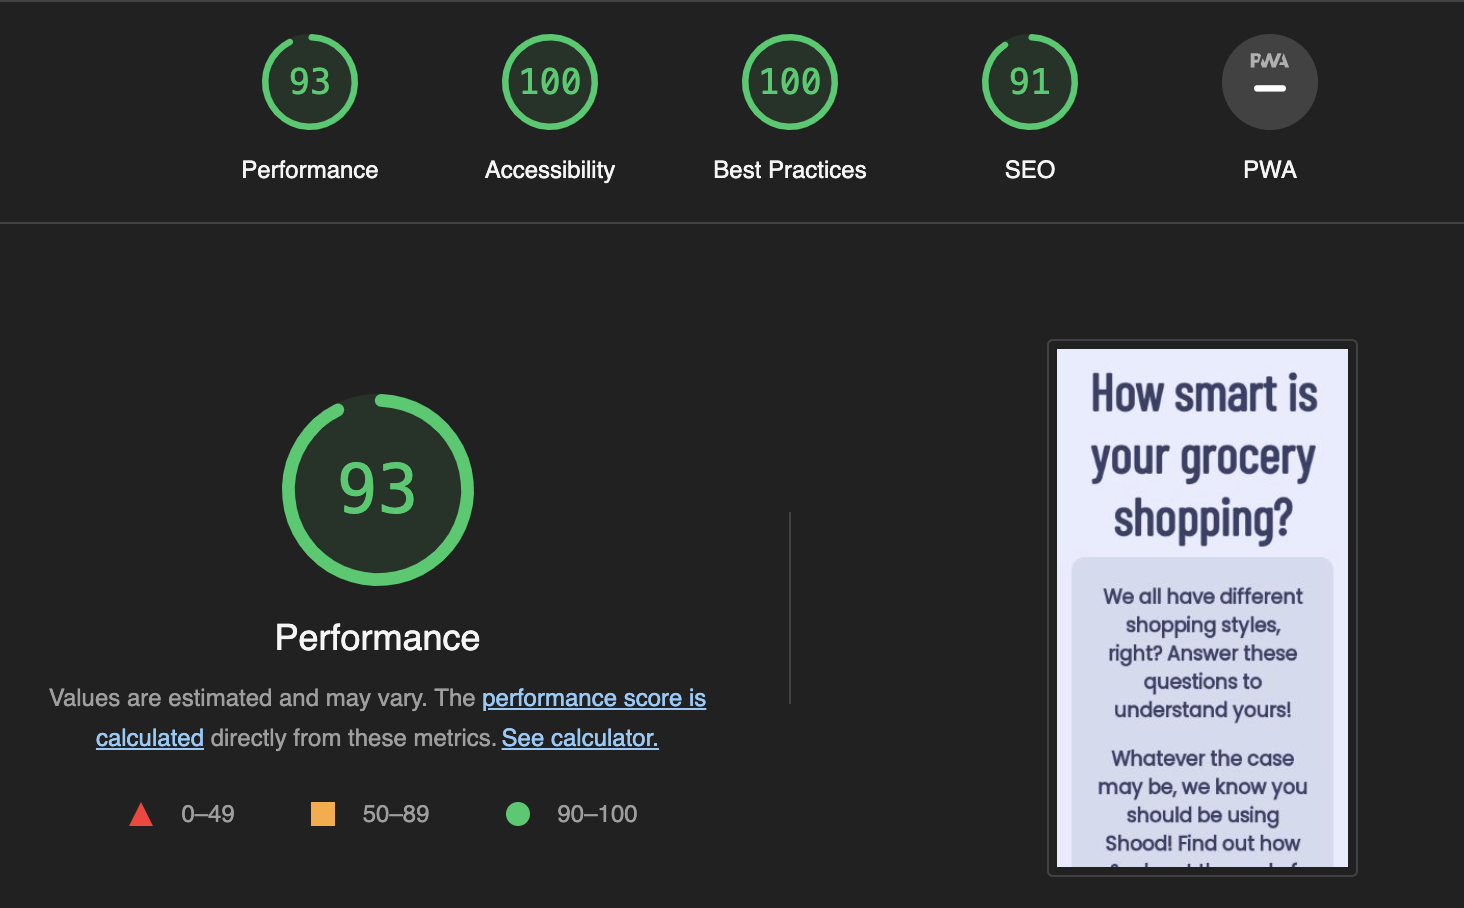 93
100
100
91
PWA
Performance
Accessibility
Best Practices
SEO
PWA
93
Performance
Values are estimated and may vary. The performance score is
calculated directly from these metrics. See calculator.
0–49
50–89
90–100
How smart is
your grocery
shopping?
We all have different
shopping styles,
right? Answer these
questions to
understand yours!
Whatever the case
may be, we know you
should be using
Shood! Find out how